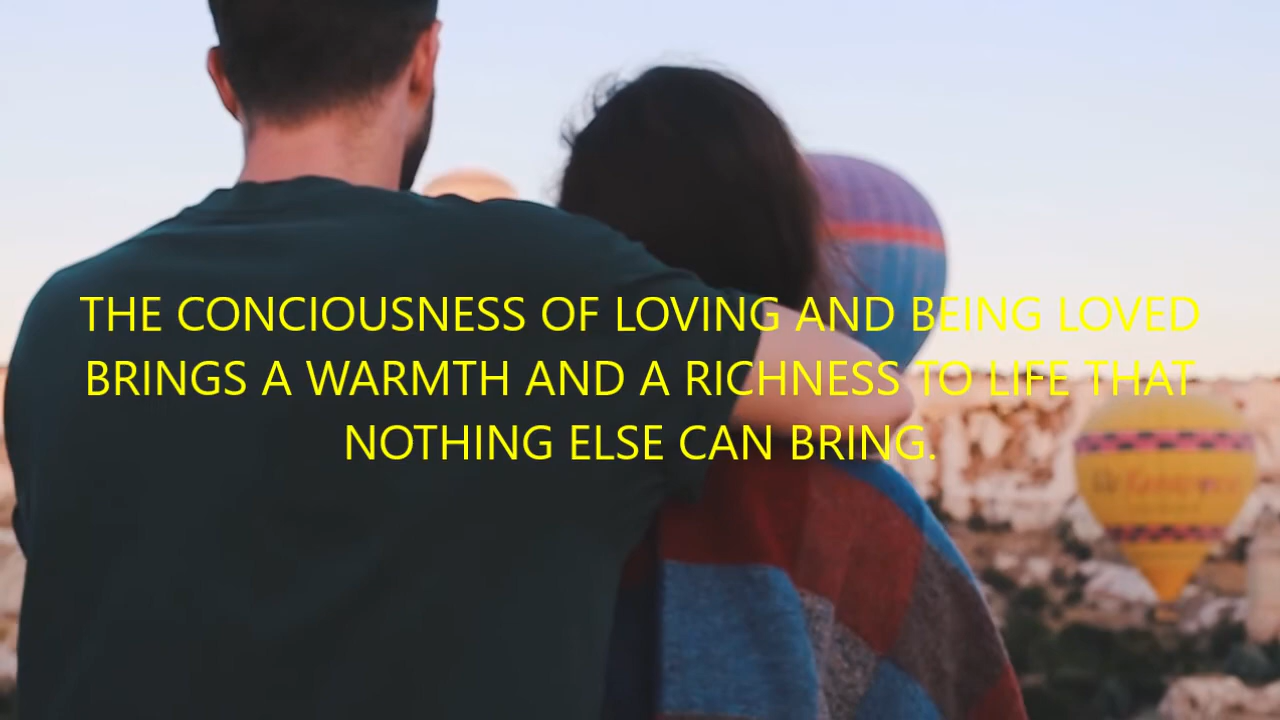 THE CONCIOUSNESS OF LOVING AND BEING LOVED
BRINGS A WARMTH AND A RICHNESS TO LIFE THAT
NOTHING ELSE CAN BRING.